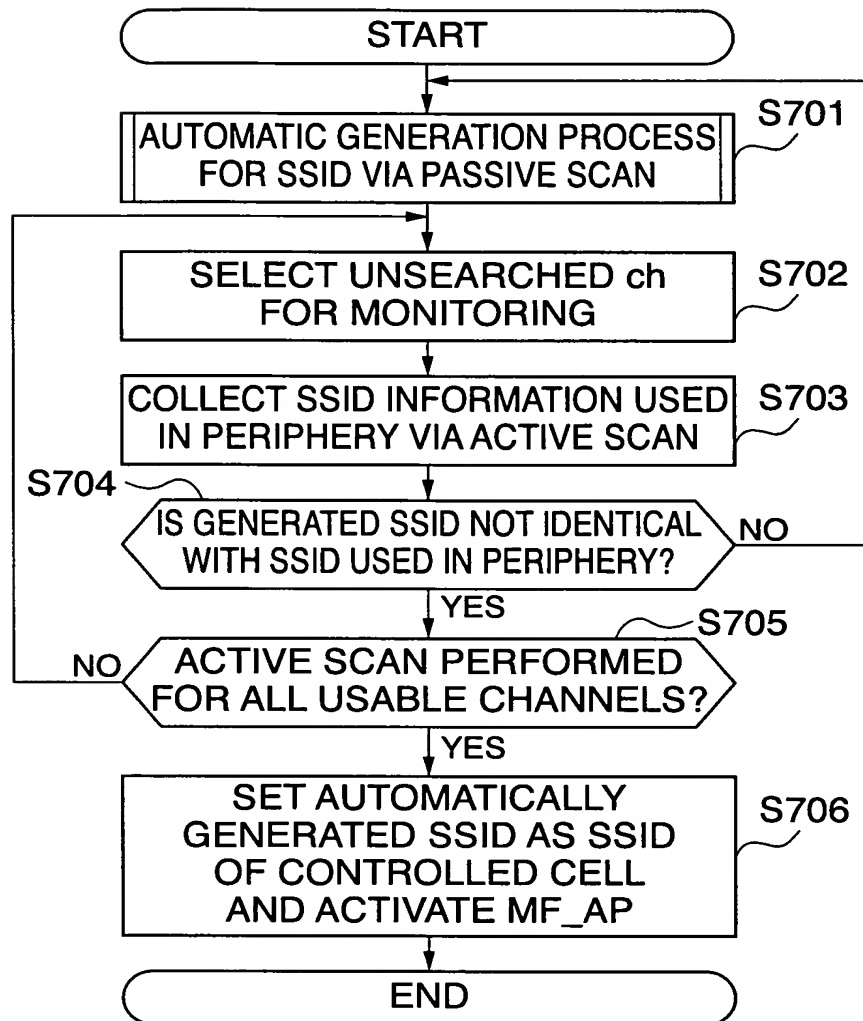 START
S701
AUTOMATIC GENERATION PROCESS
FOR SSID VIA PASSIVE SCAN
S702
SELECT UNSEARCHED ch
FOR MONITORING
S703
COLLECT SSID INFORMATION USED
IN PERIPHERY VIA ACTIVE SCAN
S704
IS GENERATED SSID NOT IDENTICAL
WITH SSID USED IN PERIPHERY?
NO
YES
S705
NO
ACTIVE SCAN PERFORMED
FOR ALL USABLE CHANNELS?
YES
S706
SET AUTOMATICALLY
GENERATED SSID AS SSID
OF CONTROLLED CELL
AND ACTIVATE MF_AP
END